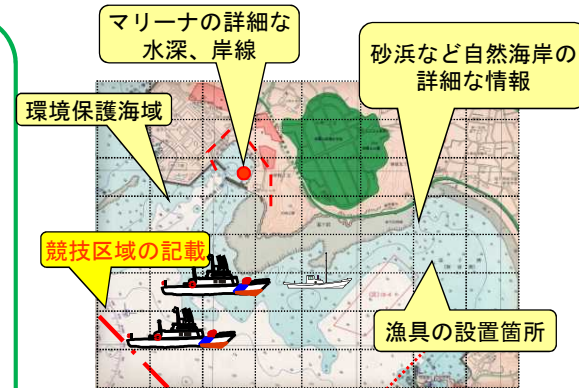 マリーナの詳細な
水深、岸線
砂浜など自然海岸の
詳細な情報
環境保護海域
競技区域の記載
漁具の設置箇所